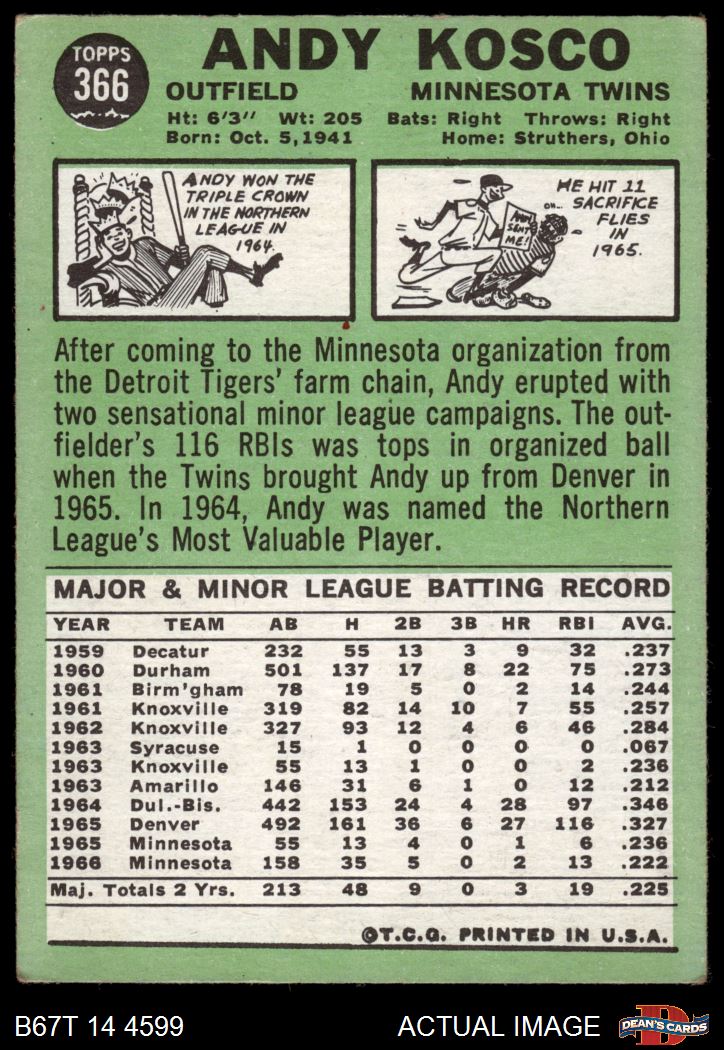 TOPPS
366
ANDY KOSCO
OUTFIELD MINNESOTA TWINS
Ht: 6'3" Wt: 205 Bats: Right Throws: Right
Born: Oct. 5, 1941 Home: Struthers, Ohio
ANDY WON THE
TRIPLE CROWN
IN THE NORTHERN
LEAGUE IN
1964.
HE HIT 11
OH... SACRIFICE
FLIES
IN
1965.
ANDY
SENT
ME!
After coming to the Minnesota organization from
the Detroit Tigers' farm chain, Andy erupted with
two sensational minor league campaigns. The out-
fielder's 116 RBIs was tops in organized ball
when the Twins brought Andy up from Denver in
1965. In 1964, Andy was named the Northern
League's Most Valuable Player.
MAJOR & MINOR LEAGUE BATTING RECORD
YEAR TEAM AB H 2B 3B HR RBI AVG.
1959 Decatur 232 55 13 3 9 32 .237
1960 Durham 501 137 17 8 22 75 .273
1961 Birm'gham 78 19 5 0 2 14 .244
1961 Knoxville 319 82 14 10 7 55 .257
1962 Knoxville 327 93 12 4 6 46 .284
1963 Syracuse 15 1 0 0 0 0 .067
1963 Knoxville 55 13 1 0 0 2 .236
1963 Amarillo 146 31 6 1 0 12 .212
1964 Dul.-Bis. 442 153 24 4 28 97 .346
1965 Denver 492 161 36 6 27 116 .327
1965 Minnesota 55 13 4 0 1 6 .236
1966 Minnesota 158 35 5 0 2 13 .222
Maj. Totals 2 Yrs. 213 48 9 0 3 19 .225
©T.C.G. PRINTED IN U.S.A.
B67T 14 4599 ACTUAL IMAGE
D
DEAN'S CARDS